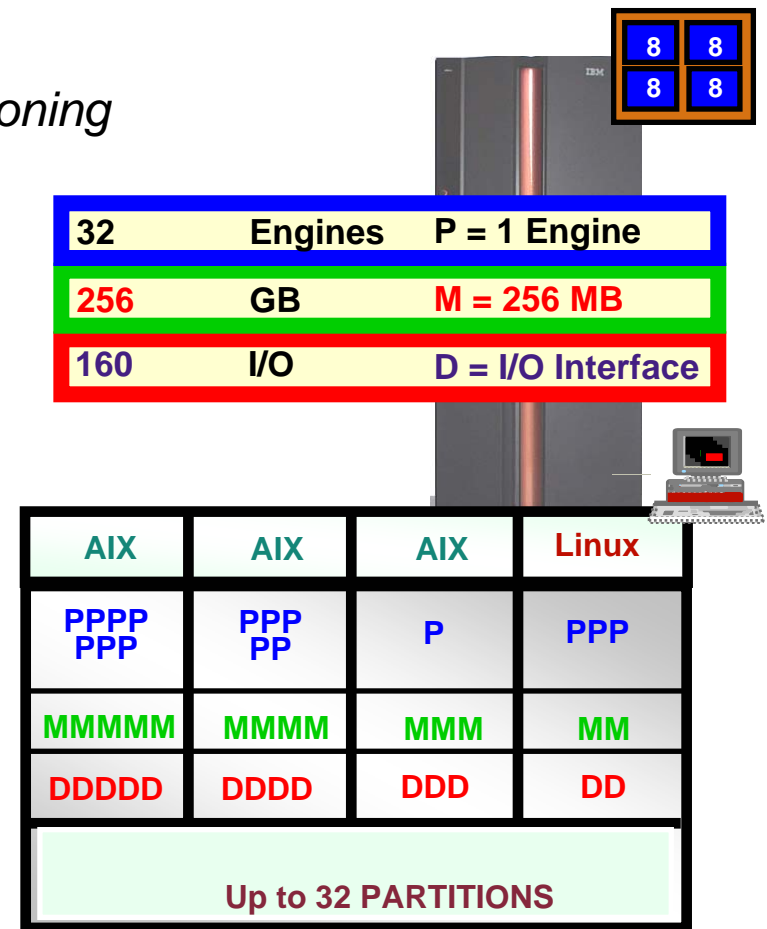 oning
8 8
8 8
IBM
32 Engines P = 1 Engine
256 GB M = 256 MB
160 I/O D = I/O Interface
AIX AIX AIX Linux
PPPP PPP P PPP
PPP PP
MMMMM MMMM MMM MM
DDDDD DDDD DDD DD
Up to 32 PARTITIONS